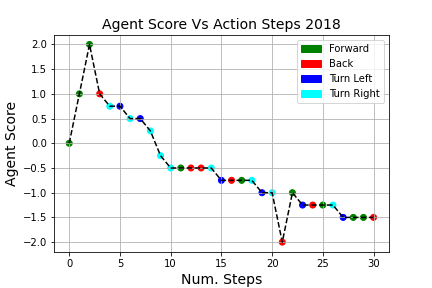 Agent Score Vs Action Steps 2018
Agent Score
2.0
1.5
1.0
0.5
0.0
−0.5
−1.0
−1.5
−2.0
Forward
Back
Turn Left
Turn Right
0 5 10 15 20 25 30
Num. Steps